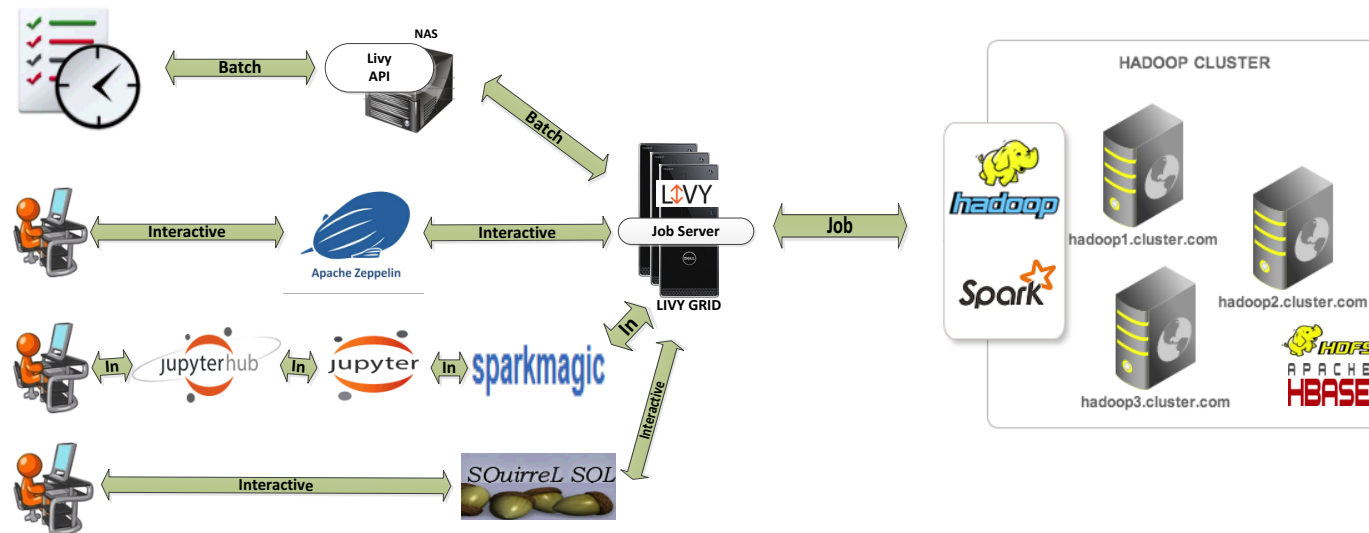 NAS
Batch
Livy
API
Batch
HADOOP CLUSTER
hadoop
Spark
hadoop1.cluster.com
hadoop2.cluster.com
hadoop3.cluster.com
HDFS
APACHE
HBASE
LIVY
Job Server
DELL
LIVY GRID
Job
Interactive
Apache Zeppelin
Interactive
In
jupyterhub
In
jupyter
In
sparkmagic
In
Interactive
Interactive
SQuirreL SQL